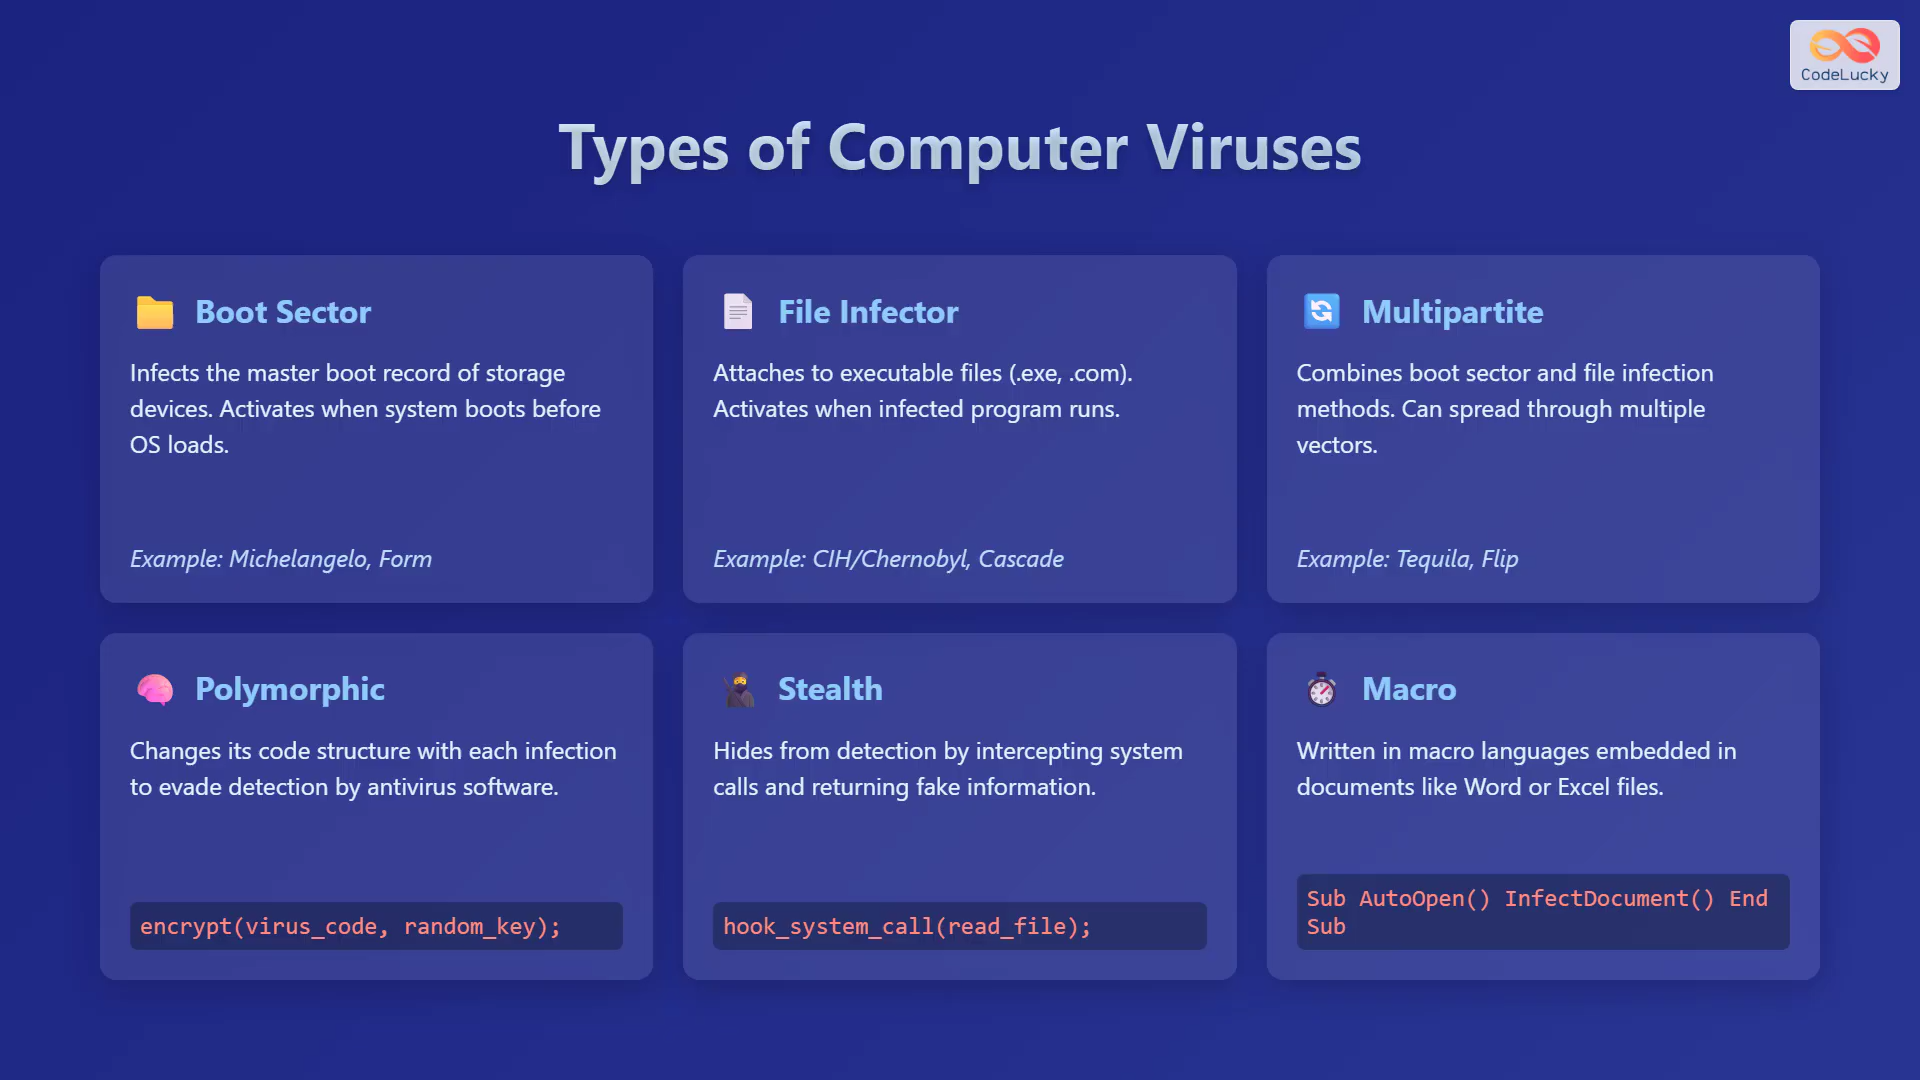 CodeLucky
Types of Computer Viruses
Boot Sector
Infects the master boot record of storage
devices. Activates when system boots before
OS loads.
Example: Michelangelo, Form
File Infector
Attaches to executable files (.exe, .com).
Activates when infected program runs.
Example: CIH/Chernobyl, Cascade
Multipartite
Combines boot sector and file infection
methods. Can spread through multiple
vectors.
Example: Tequila, Flip
Polymorphic
Changes its code structure with each infection
to evade detection by antivirus software.
encrypt(virus_code, random_key);
Stealth
Hides from detection by intercepting system
calls and returning fake information.
hook_system_call(read_file);
Macro
Written in macro languages embedded in
documents like Word or Excel files.
Sub AutoOpen() InfectDocument() End
Sub